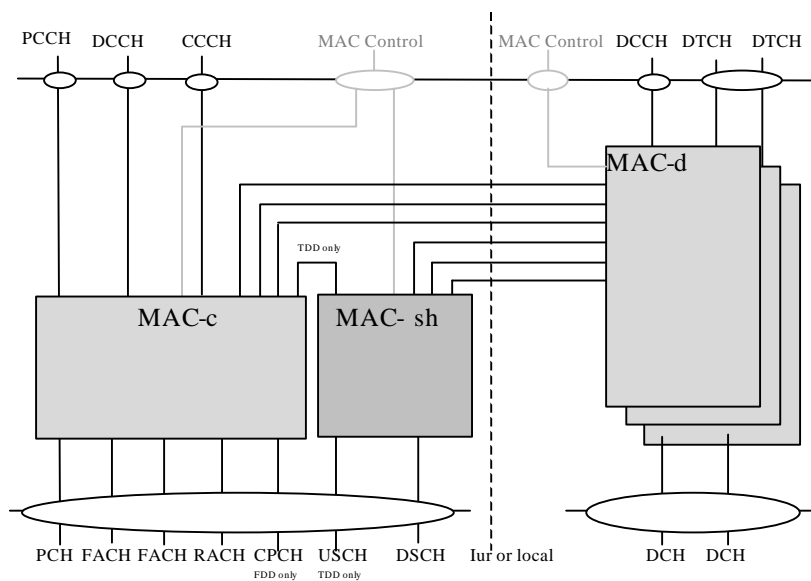 PCCH DCCH CCCH MAC Control MAC Control DCCH DTCH DTCH
MAC-d
TDD only
MAC-c
MAC- sh
PCH FACH FACH RACH CPCH USCH DSCH Iur or local DCH DCH
FDD only TDD only